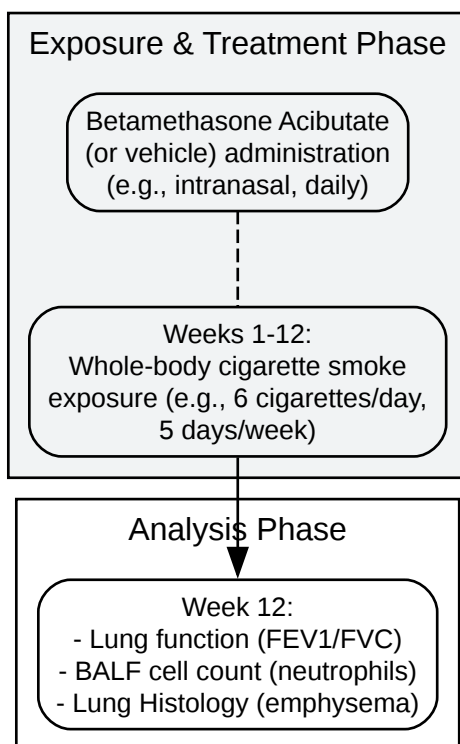 Exposure & Treatment Phase
Betamethasone Acibutate
(or vehicle) administration
(e.g., intranasal, daily)
Weeks 1-12:
Whole-body cigarette smoke
exposure (e.g., 6 cigarettes/day,
5 days/week)
Analysis Phase
Week 12:
- Lung function (FEV1/FVC)
- BALF cell count (neutrophils)
- Lung Histology (emphysema)